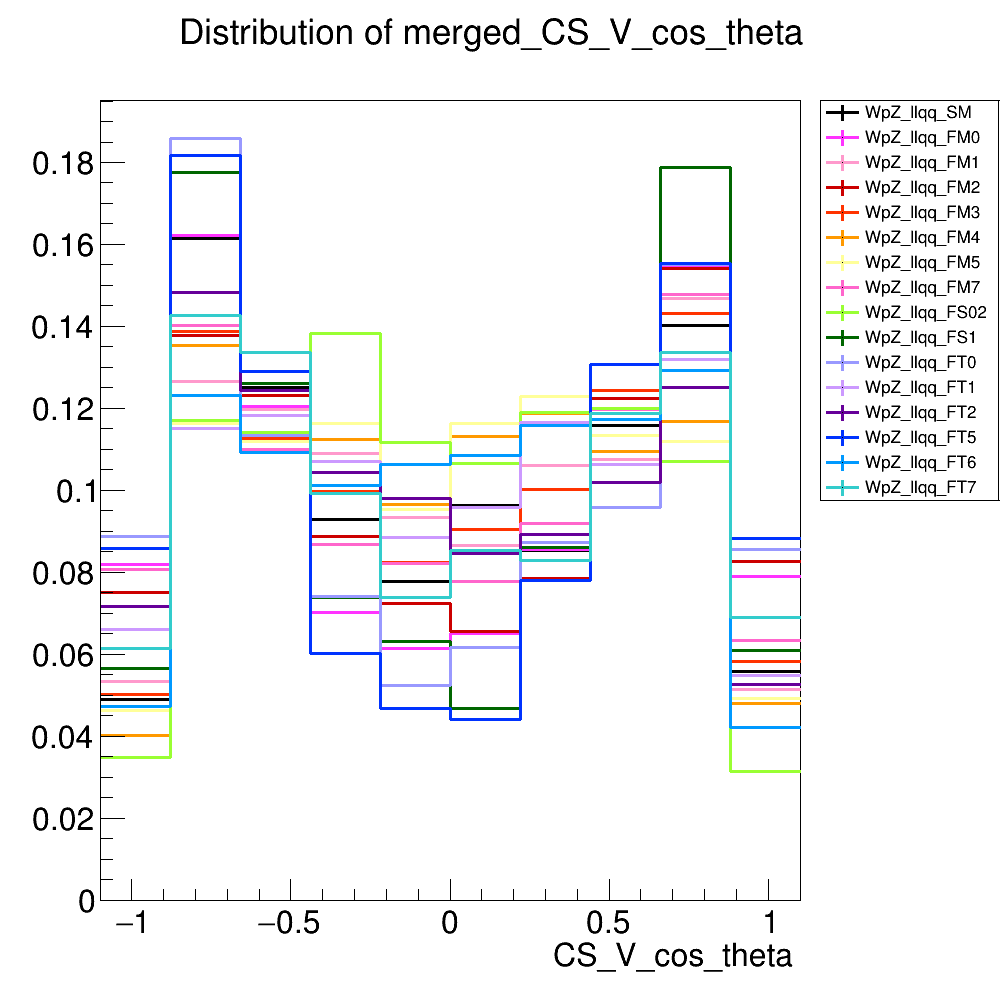 Distribution of merged_CS_V_cos_theta
WpZ_llqq_SM
WpZ_llqq_FM0
WpZ_llqq_FM1
WpZ_llqq_FM2
WpZ_llqq_FM3
WpZ_llqq_FM4
WpZ_llqq_FM5
WpZ_llqq_FM7
WpZ_llqq_FS02
WpZ_llqq_FS1
WpZ_llqq_FT0
WpZ_llqq_FT1
WpZ_llqq_FT2
WpZ_llqq_FT5
WpZ_llqq_FT6
WpZ_llqq_FT7
0.18
0.16
0.14
0.12
0.1
0.08
0.06
0.04
0.02
0
−1 −0.5 0 0.5 1
CS_V_cos_theta